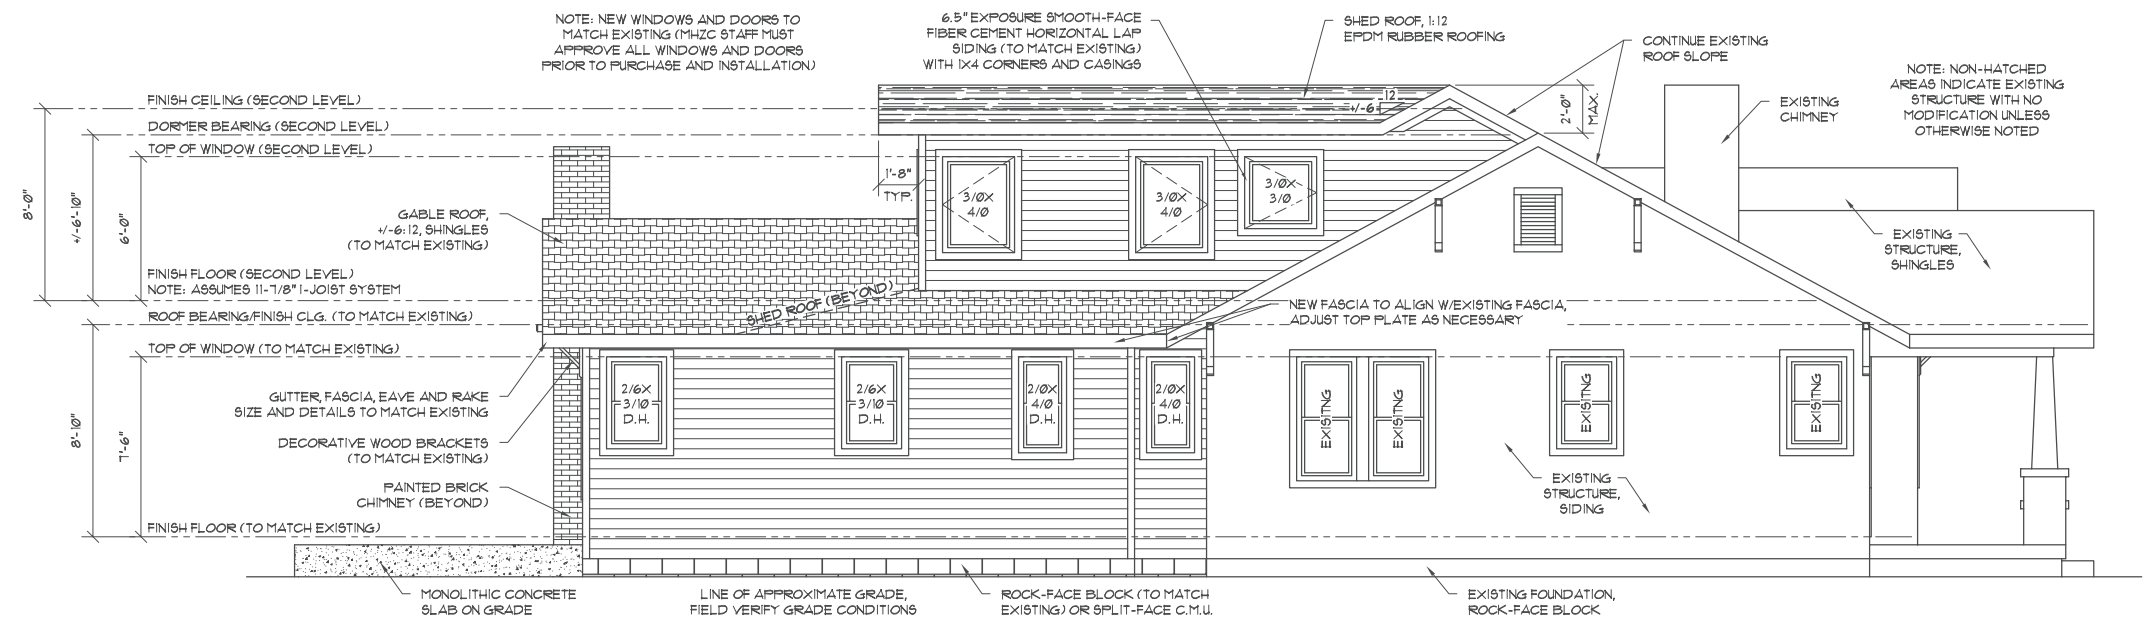 NOTE: NEW WINDOWS AND DOORS TO
MATCH EXISTING (MHZC STAFF MUST
APPROVE ALL WINDOWS AND DOORS
PRIOR TO PURCHASE AND INSTALLATION)
6.5" EXPOSURE SMOOTH-FACE
FIBER CEMENT HORIZONTAL LAP
SIDING (TO MATCH EXISTING)
WITH 1X4 CORNERS AND CASINGS
SHED ROOF, 1:12
EPDM RUBBER ROOFING
CONTINUE EXISTING
ROOF SLOPE
NOTE: NON-HATCHED
AREAS INDICATE EXISTING
STRUCTURE WITH NO
MODIFICATION UNLESS
OTHERWISE NOTED
EXISTING
CHIMNEY
12
+/-6
2'-0"
MAX.
FINISH CEILING (SECOND LEVEL)
DORMER BEARING (SECOND LEVEL)
TOP OF WINDOW (SECOND LEVEL)
8'-0"
+/-6'-10"
6'-0"
1'-8"
TYP.
3/0X
4/0
3/0X
4/0
3/0X
3/0
GABLE ROOF,
+/-6:12, SHINGLES
(TO MATCH EXISTING)
EXISTING
STRUCTURE,
SHINGLES
FINISH FLOOR (SECOND LEVEL)
NOTE: ASSUMES 11-7/8" I-JOIST SYSTEM
SHED ROOF (BEYOND)
NEW FASCIA TO ALIGN W/EXISTING FASCIA,
ADJUST TOP PLATE AS NECESSARY
ROOF BEARING/FINISH CLG. (TO MATCH EXISTING)
TOP OF WINDOW (TO MATCH EXISTING)
8'-10"
7'-6"
GUTTER, FASCIA, EAVE AND RAKE
SIZE AND DETAILS TO MATCH EXISTING
DECORATIVE WOOD BRACKETS
(TO MATCH EXISTING)
PAINTED BRICK
CHIMNEY (BEYOND)
2/6X
3/10
D.H.
2/6X
3/10
D.H.
2/0X
4/0
D.H.
2/0X
4/0
D.H.
EXISITNG
EXISITNG
EXISITNG
EXISITNG
EXISTING
STRUCTURE,
SIDING
FINISH FLOOR (TO MATCH EXISTING)
MONOLITHIC CONCRETE
SLAB ON GRADE
LINE OF APPROXIMATE GRADE,
FIELD VERIFY GRADE CONDITIONS
ROCK-FACE BLOCK (TO MATCH
EXISTING) OR SPLIT-FACE C.M.U.
EXISTING FOUNDATION,
ROCK-FACE BLOCK